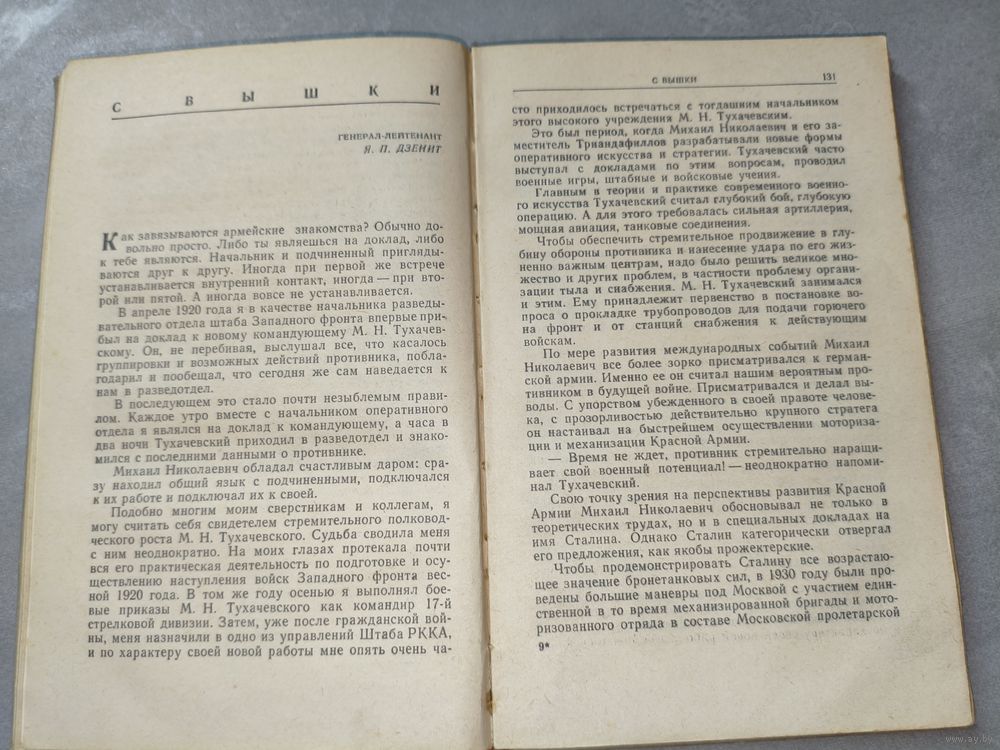 С ВЫШКИ
ГЕНЕРАЛ-ЛЕЙТЕНАНТ
Я. П. ДЗЕНИТ
Как завязываются армейские знакомства? Обычно до-
вольно просто. Либо ты являешься на доклад, либо
к тебе являются. Начальник и подчиненный пригляды-
ваются друг к другу. Иногда при первой же встрече
устанавливается внутренний контакт, иногда — при вто-
рой или пятой. А иногда вовсе не устанавливается.
В апреле 1920 года я в качестве начальника разведы-
вательного отдела штаба Западного фронта впервые при-
был на доклад к новому командующему М. Н. Тухачев-
скому. Он, не перебивая, выслушал все, что касалось
группировки и возможных действий противника, побла-
годарил и пообещал, что сегодня же сам наведается к
нам в разведотдел.
В последующем это стало почти незыблемым прави-
лом. Каждое утро вместе с начальником оперативного
отдела я являлся на доклад к командующему, а часа в
два ночи Тухачевский приходил в разведотдел и знако-
мился с последними данными о противнике.
Михаил Николаевич обладал счастливым даром: сра-
зу находил общий язык с подчиненными, подключался
к их работе и подключал их к своей.
Подобно многим моим сверстникам и коллегам, я
могу считать себя свидетелем стремительного полковод-
ческого роста М. Н. Тухачевского. Судьба сводила меня
с ним неоднократно. На моих глазах протекала почти
вся его практическая деятельность по подготовке и осу-
ществлению наступления войск Западного фронта вес-
ной 1920 года. В том же году осенью я выполнял бое-
вые приказы М. Н. Тухачевского как командир 17-й
стрелковой дивизии. Затем, уже после гражданской вой-
ны, меня назначили в одно из управлений Штаба РККА,
и по характеру своей новой работы мне опять очень ча-
С ВЫШКИ 131
сто приходилось встречаться с тогдашним начальником
этого высокого учреждения М. Н. Тухачевским.
Это был период, когда Михаил Николаевич и его за-
меститель Триандафиллов разрабатывали новые формы
оперативного искусства и стратегии. Тухачевский часто
выступал с докладами по этим вопросам, проводил
военные игры, штабные и войсковые учения.
Главным в теории и практике современного военно-
го искусства Тухачевский считал глубокий бой, глубокую
операцию. А для этого требовалась сильная артиллерия,
мощная авиация, танковые соединения.
Чтобы обеспечить стремительное продвижение в глу-
бину обороны противника и нанесение удара по его жиз-
ненно важным центрам, надо было решить великое мно-
жество и других проблем, в частности проблему органи-
зации тыла и снабжения. М. Н. Тухачевский занимался
и этим. Ему принадлежит первенство в постановке во-
проса о прокладке трубопроводов для подачи горючего
на фронт и от станций снабжения к действующим
войскам.
По мере развития международных событий Михаил
Николаевич все более зорко присматривался к герман-
ской армии. Именно ее он считал нашим вероятным про-
тивником в будущей войне. Присматривался и делал вы-
воды. С упорством убежденного в своей правоте челове-
ка, с прозорливостью действительно крупного стратега
он настаивал на быстрейшем осуществлении моториза-
ции и механизации Красной Армии.
— Время не ждет, противник стремительно наращи-
вает свой военный потенциал! — неоднократно напоми-
нал Тухачевский.
Свою точку зрения на перспективы развития Красной
Армии Михаил Николаевич обосновывал не только в
теоретических трудах, но и в специальных докладах на
имя Сталина. Однако Сталин категорически отвергал
его предложения, как якобы прожектерские.
Чтобы продемонстрировать Сталину все возрастаю-
щее значение бронетанковых сил, в 1930 году были про-
ведены большие маневры под Москвой с участием един-
ственной в то время механизированной бригады и мото-
ризованного отряда в составе Московской пролетарской
9*
www.ay.by